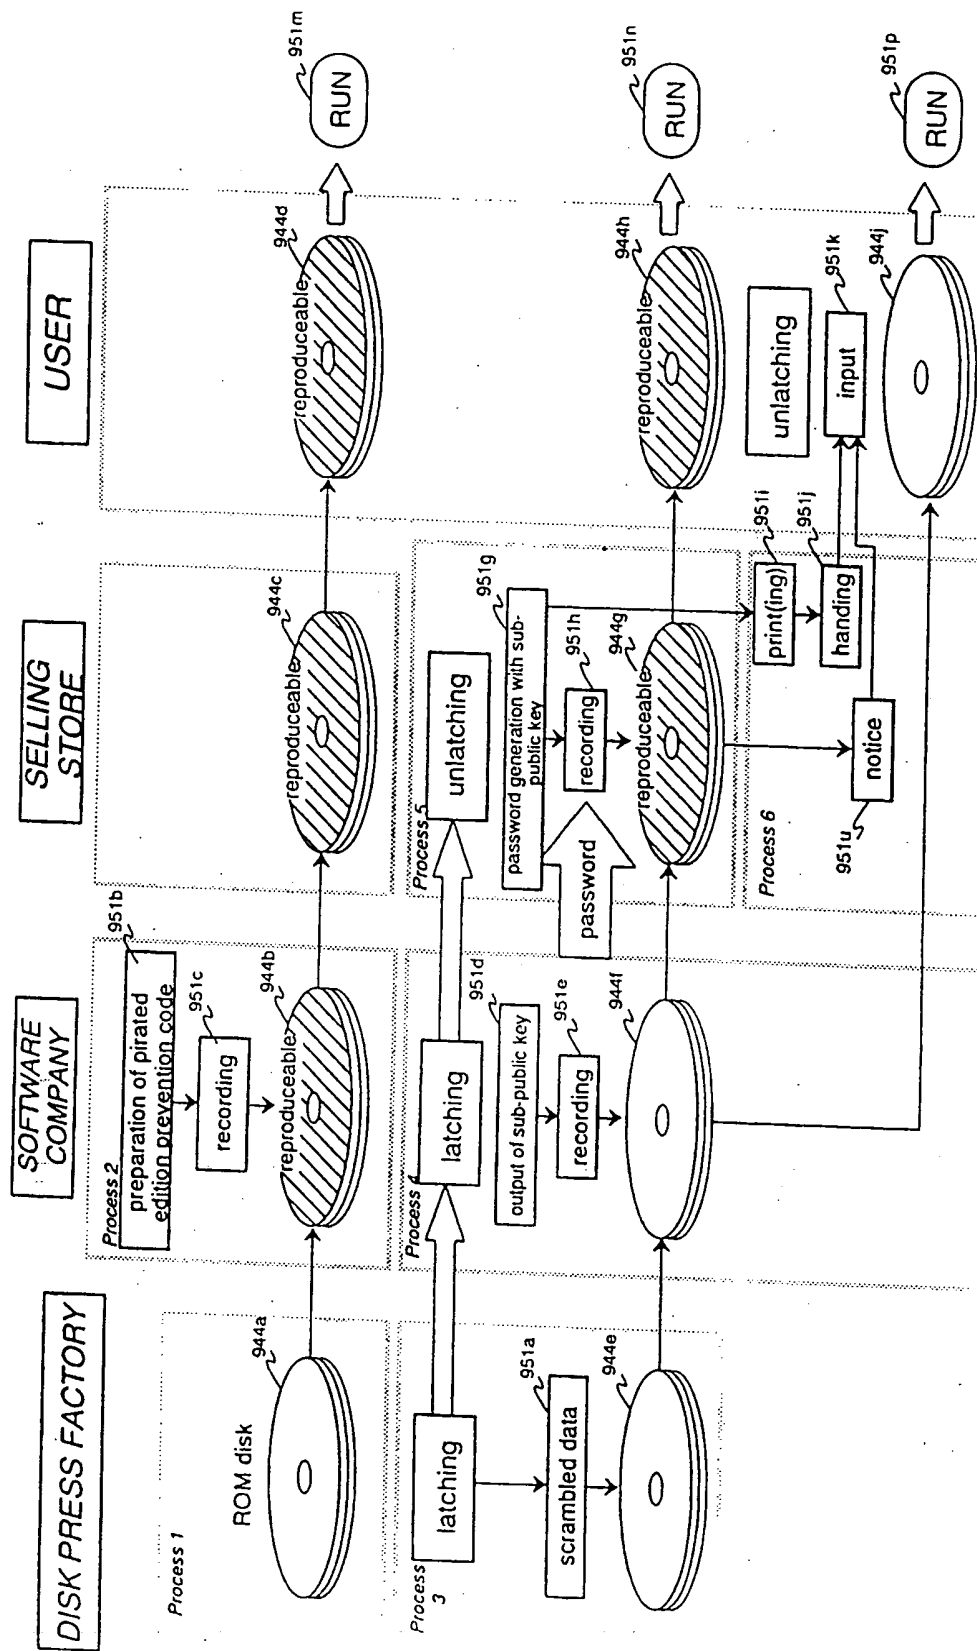 DISK PRESS FACTORY
SOFTWARE
COMPANY
SELLING
STORE
USER
Process 1
ROM disk
944a
Process 2
951b
preparation of pirated
edition prevention code
951c
recording
944b
reproduceable
944c
reproduceable
944d
reproduceable
951m
RUN
Process
3
latching
951a
scrambled data
944e
Process 4
latching
951d
output of sub-public key
951e
recording
944f
Process 5
unlatching
951g
password generation with sub-
public key
951h
recording
password
944g
reproduceable
944h
reproduceable
951n
RUN
Process 6
951i
print(ing)
951j
handing
951u
notice
unlatching
951k
input
944j
951p
RUN